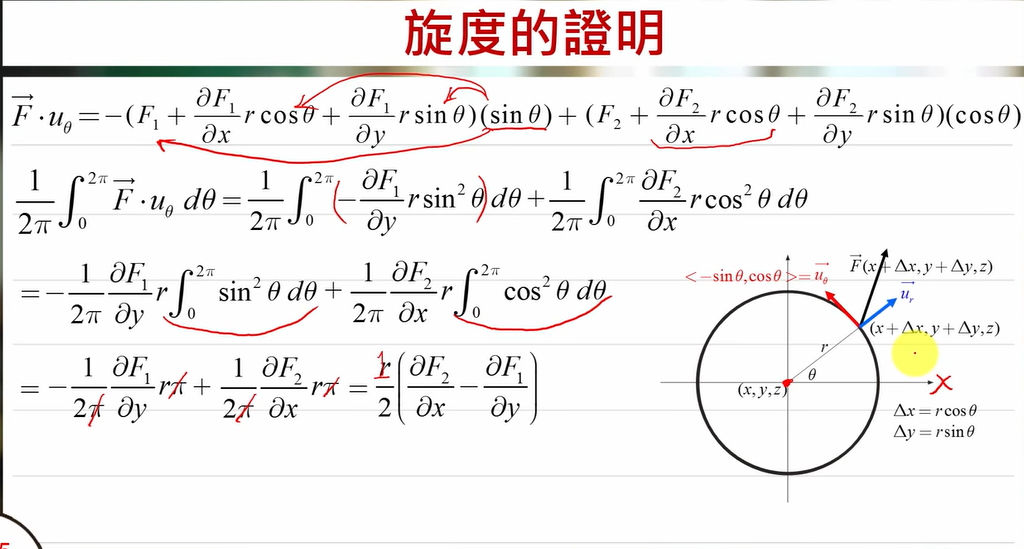 旋度的證明
$\vec{F} \cdot u_\theta = -(F_1 + \frac{\partial F_1}{\partial x} r\cos\theta + \frac{\partial F_1}{\partial y} r\sin\theta)(\sin\theta) + (F_2 + \frac{\partial F_2}{\partial x} r\cos\theta + \frac{\partial F_2}{\partial y} r\sin\theta)(\cos\theta)$
$\frac{1}{2\pi}\int_0^{2\pi} \vec{F} \cdot u_\theta \, d\theta = \frac{1}{2\pi}\int_0^{2\pi} (-\frac{\partial F_1}{\partial y} r\sin^2\theta) d\theta + \frac{1}{2\pi}\int_0^{2\pi} \frac{\partial F_2}{\partial x} r\cos^2\theta \, d\theta$
$= -\frac{1}{2\pi}\frac{\partial F_1}{\partial y} r \int_0^{2\pi} \sin^2\theta \, d\theta + \frac{1}{2\pi}\frac{\partial F_2}{\partial x} r \int_0^{2\pi} \cos^2\theta \, d\theta$
$= -\frac{1}{2\pi}\frac{\partial F_1}{\partial y} r\pi + \frac{1}{2\pi}\frac{\partial F_2}{\partial x} r\pi = \frac{r}{2}\left(\frac{\partial F_2}{\partial x} - \frac{\partial F_1}{\partial y}\right)$
1
$<-\sin\theta, \cos\theta> = \vec{u_\theta}$
$\vec{F}(x+\Delta x, y+\Delta y, z)$
$\vec{u_r}$
$(x+\Delta x, y+\Delta y, z)$
r
θ
(x, y, z)
x
$\Delta x = r\cos\theta$
$\Delta y = r\sin\theta$
5